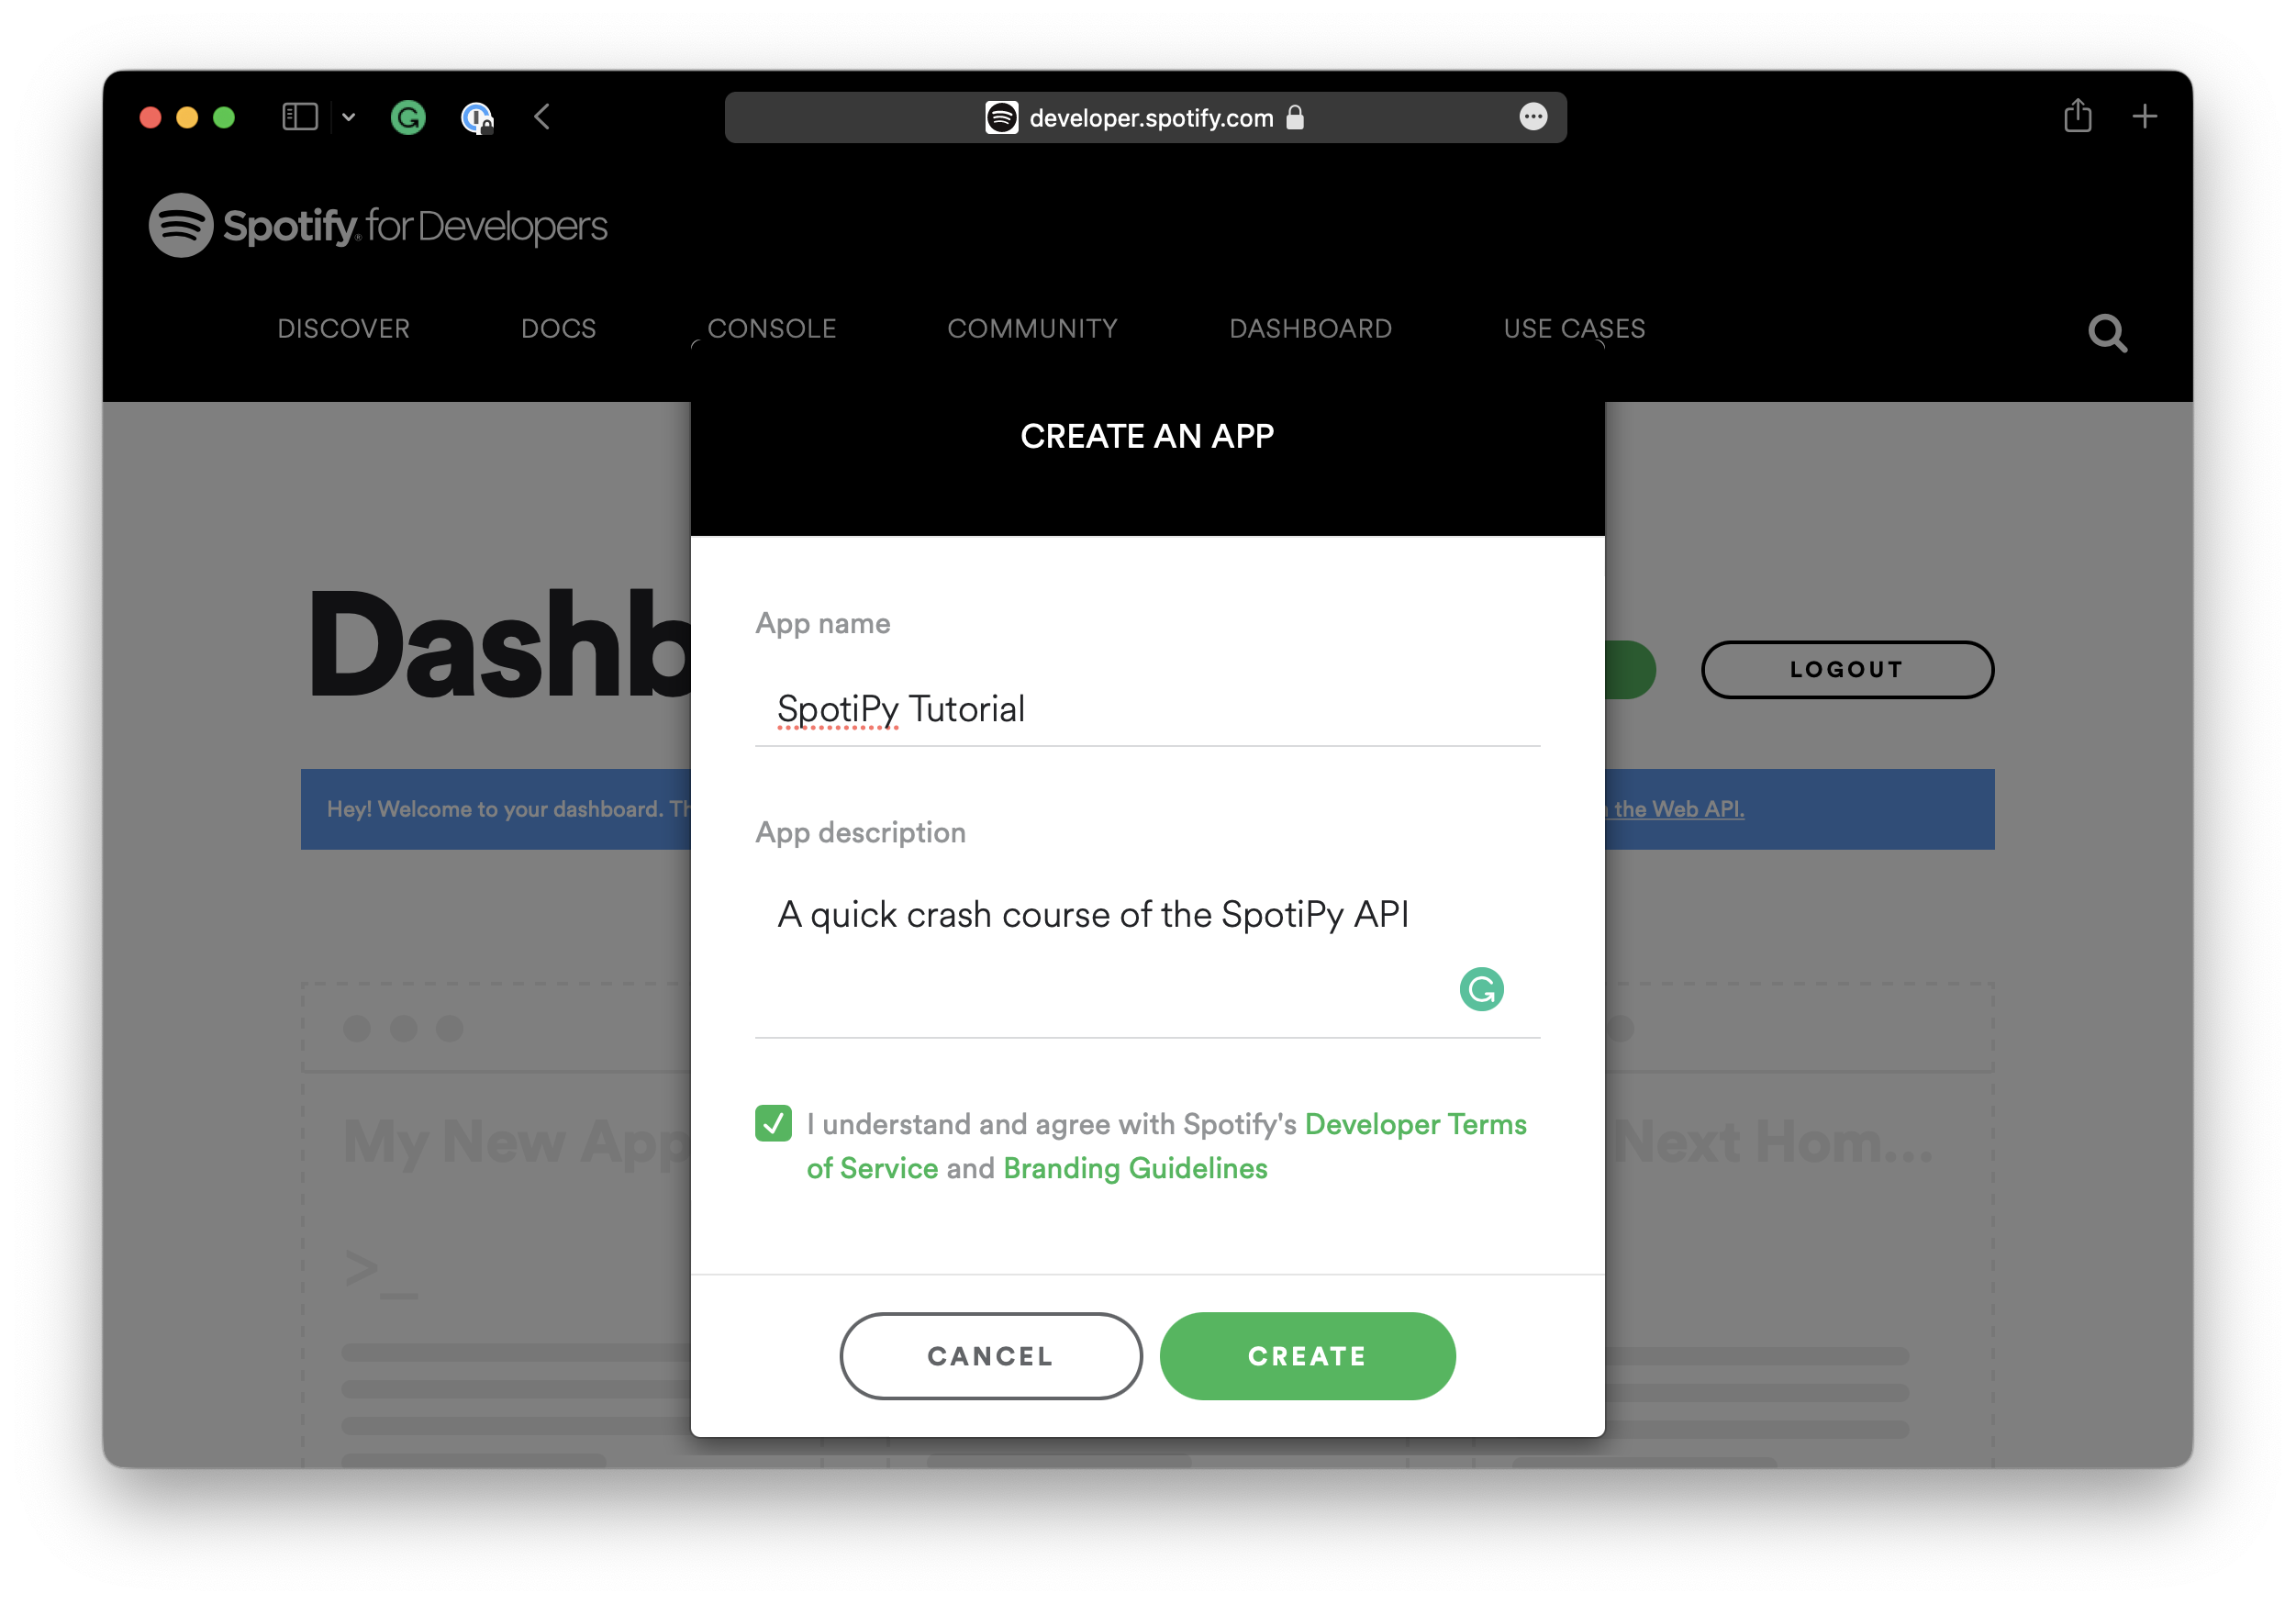 developer.spotify.com
Spotify® for Developers
DISCOVER DOCS CONSOLE COMMUNITY DASHBOARD USE CASES
CREATE AN APP
Dashb
App name
LOGOUT
SpotiPy Tutorial
Hey! Welcome to your dashboard. Th
the Web API.
App description
A quick crash course of the SpotiPy API
I understand and agree with Spotify's Developer Terms
of Service and Branding Guidelines
My New App
Next Hom...
>_
CANCEL CREATE